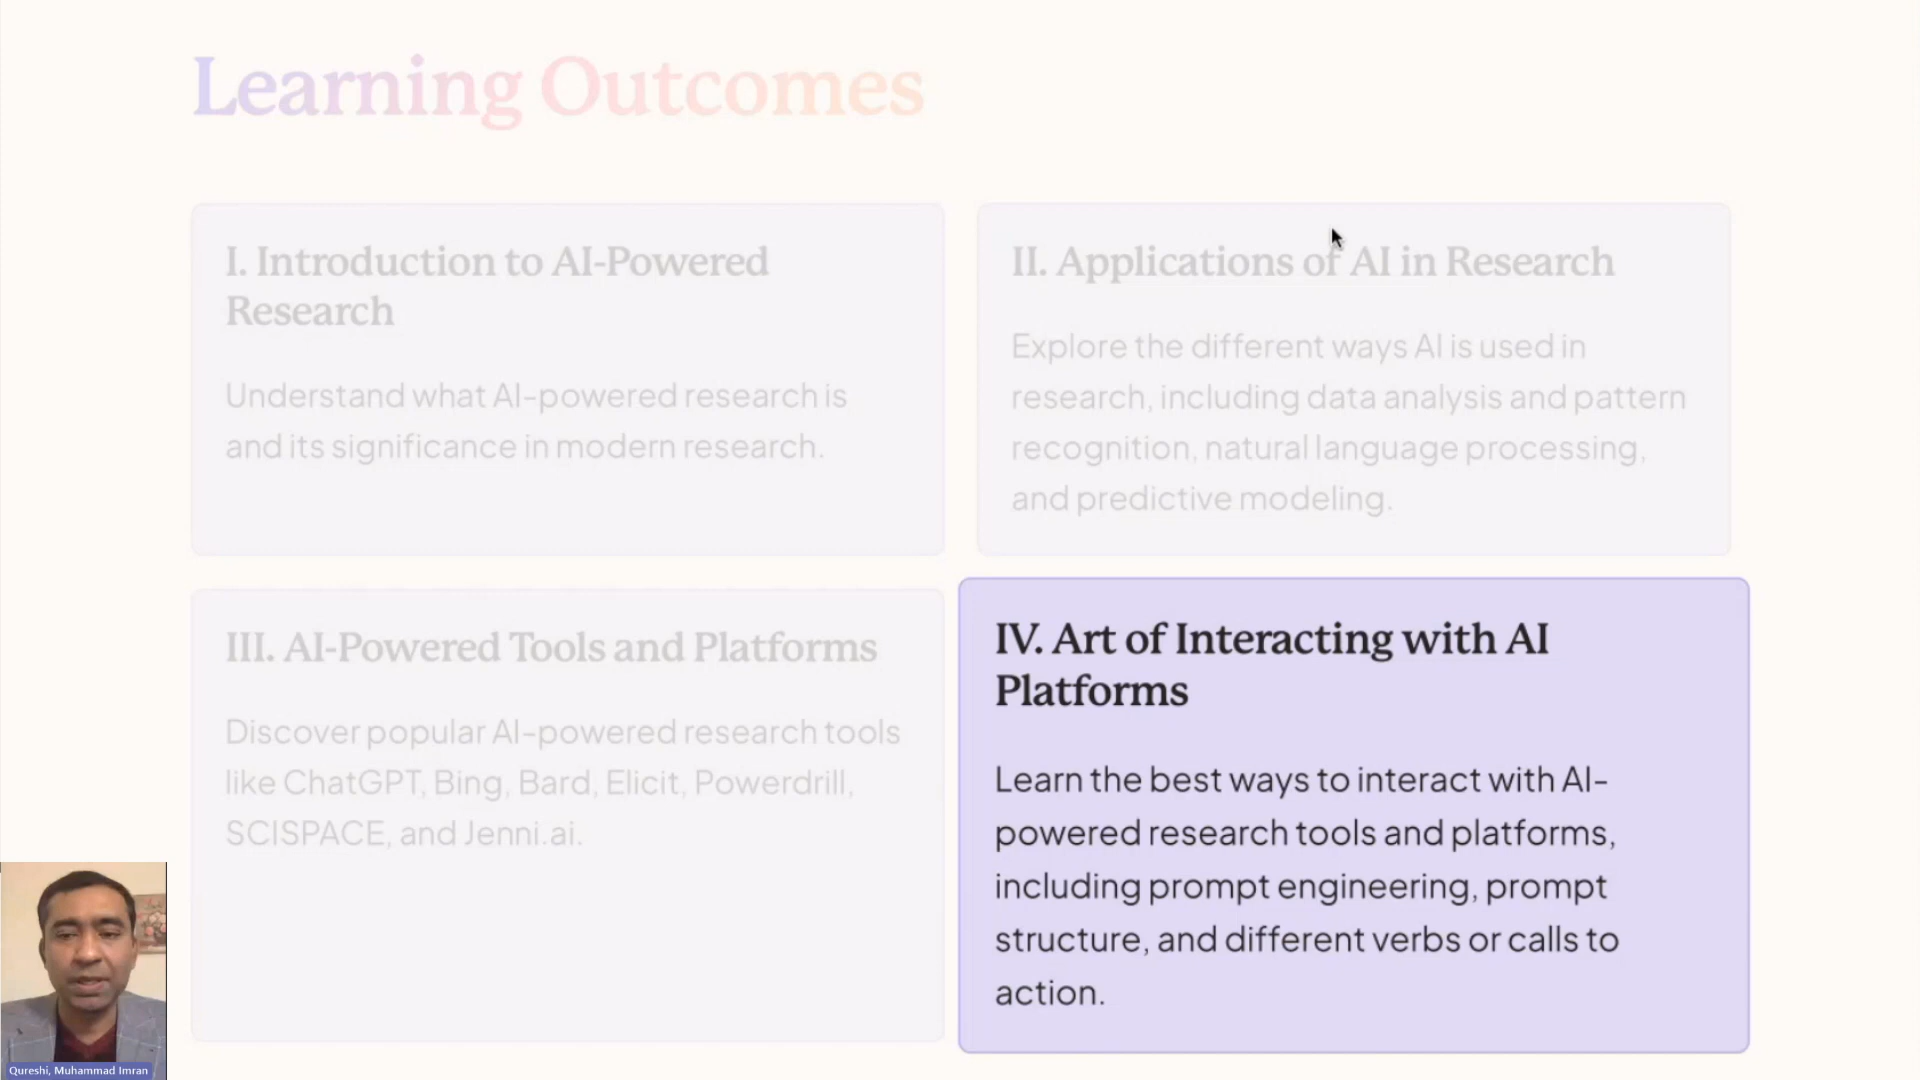 Learning Outcomes
I. Introduction to AI-Powered
Research
Understand what AI-powered research is
and its significance in modern research.
II. Applications of AI in Research
Explore the different ways AI is used in
research, including data analysis and pattern
recognition, natural language processing,
and predictive modeling.
III. AI-Powered Tools and Platforms
Discover popular AI-powered research tools
like ChatGPT, Bing, Bard, Elicit, Powerdrill,
SCISPACE, and Jenni.ai.
IV. Art of Interacting with AI
Platforms
Learn the best ways to interact with AI-
powered research tools and platforms,
including prompt engineering, prompt
structure, and different verbs or calls to
action.
Qureshi, Muhammad Imran